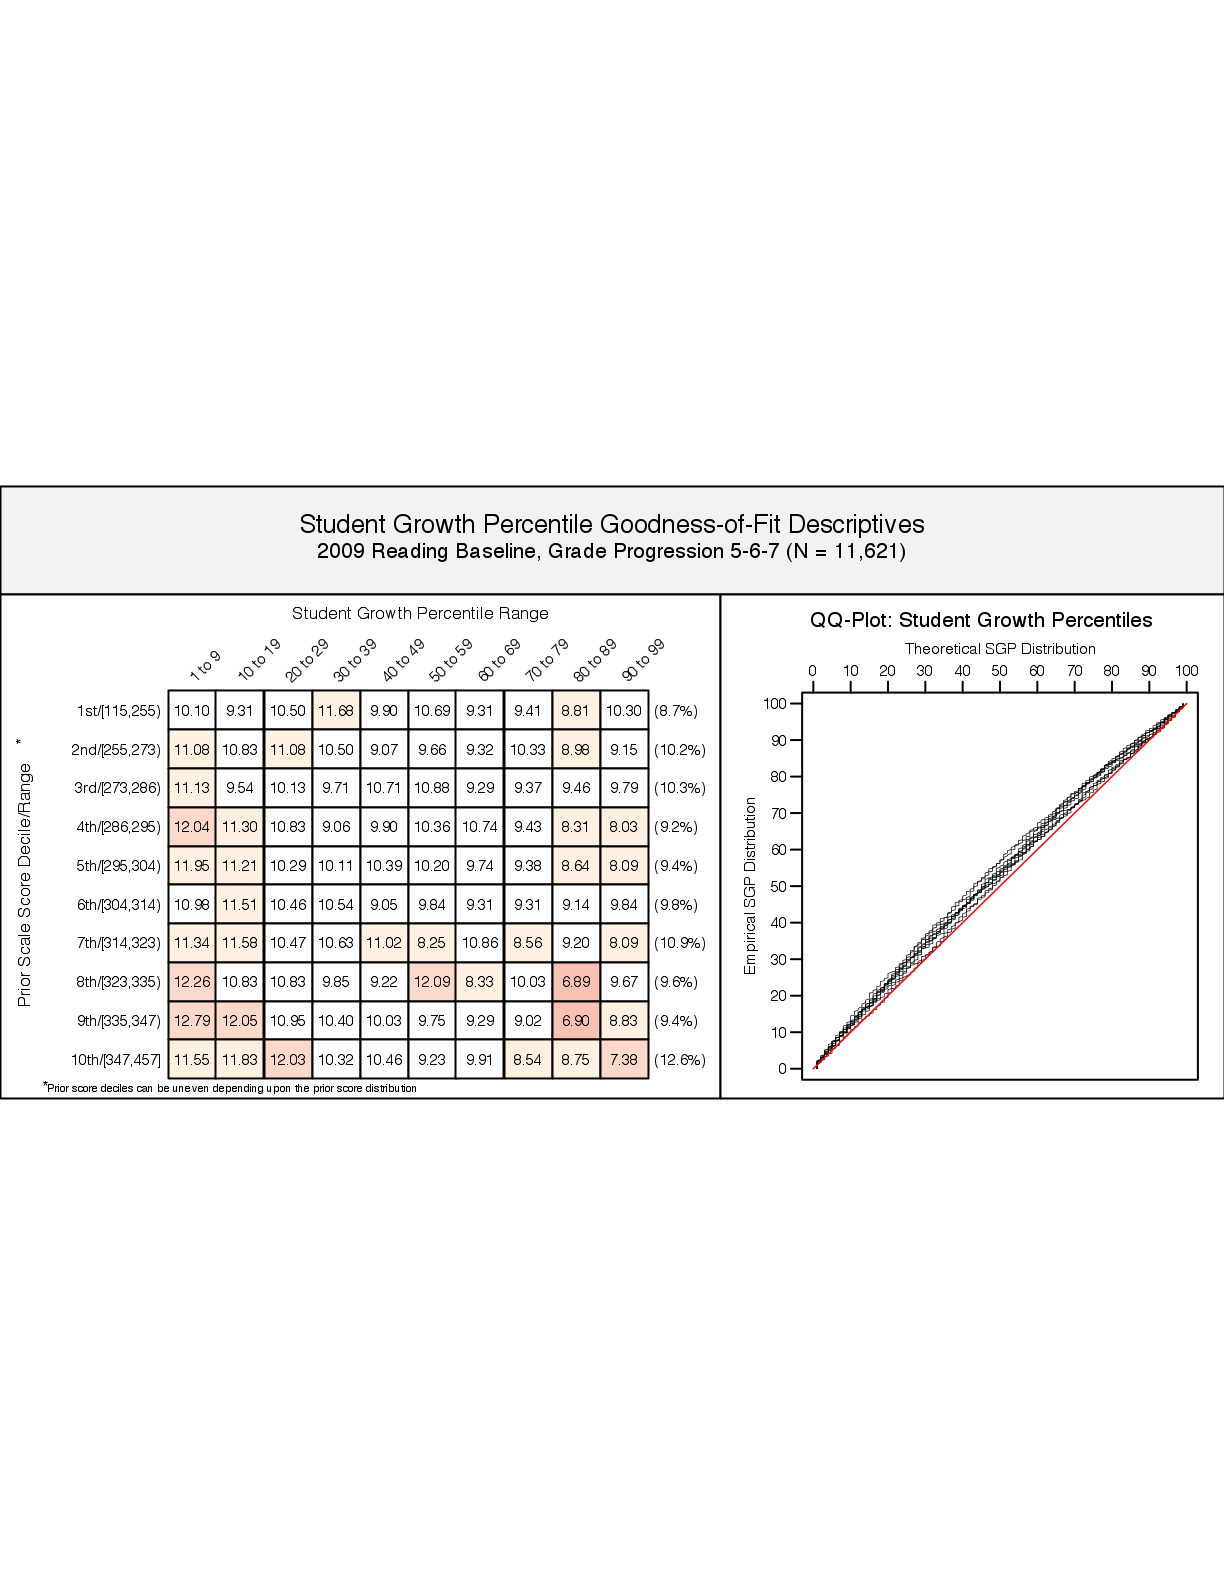 Student Growth Percentile Goodness-of-Fit Descriptives
2009 Reading Baseline, Grade Progression 5-6-7 (N = 11,621)
Student Growth Percentile Range
1 to 9 10 to 19 20 to 29 30 to 39 40 to 49 50 to 59 60 to 69 70 to 79 80 to 89 90 to 99
Prior Scale Score Decile/Range *
1st/[115,255) 10.10 9.31 10.50 11.68 9.90 10.69 9.31 9.41 8.81 10.30 (8.7%)
2nd/[255,273) 11.08 10.83 11.08 10.50 9.07 9.66 9.32 10.33 8.98 9.15 (10.2%)
3rd/[273,286) 11.13 9.54 10.13 9.71 10.71 10.88 9.29 9.37 9.46 9.79 (10.3%)
4th/[286,295) 12.04 11.30 10.83 9.06 9.90 10.36 10.74 9.43 8.31 8.03 (9.2%)
5th/[295,304) 11.95 11.21 10.29 10.11 10.39 10.20 9.74 9.38 8.64 8.09 (9.4%)
6th/[304,314) 10.98 11.51 10.46 10.54 9.05 9.84 9.31 9.31 9.14 9.84 (9.8%)
7th/[314,323) 11.34 11.58 10.47 10.63 11.02 8.25 10.86 8.56 9.20 8.09 (10.9%)
8th/[323,335) 12.26 10.83 10.83 9.85 9.22 12.09 8.33 10.03 6.89 9.67 (9.6%)
9th/[335,347) 12.79 12.05 10.95 10.40 10.03 9.75 9.29 9.02 6.90 8.83 (9.4%)
10th/[347,457] 11.55 11.83 12.03 10.32 10.46 9.23 9.91 8.54 8.75 7.38 (12.6%)
*Prior score deciles can be uneven depending upon the prior score distribution
QQ-Plot: Student Growth Percentiles
Theoretical SGP Distribution
0 10 20 30 40 50 60 70 80 90 100
Empirical SGP Distribution
100
90
80
70
60
50
40
30
20
10
0